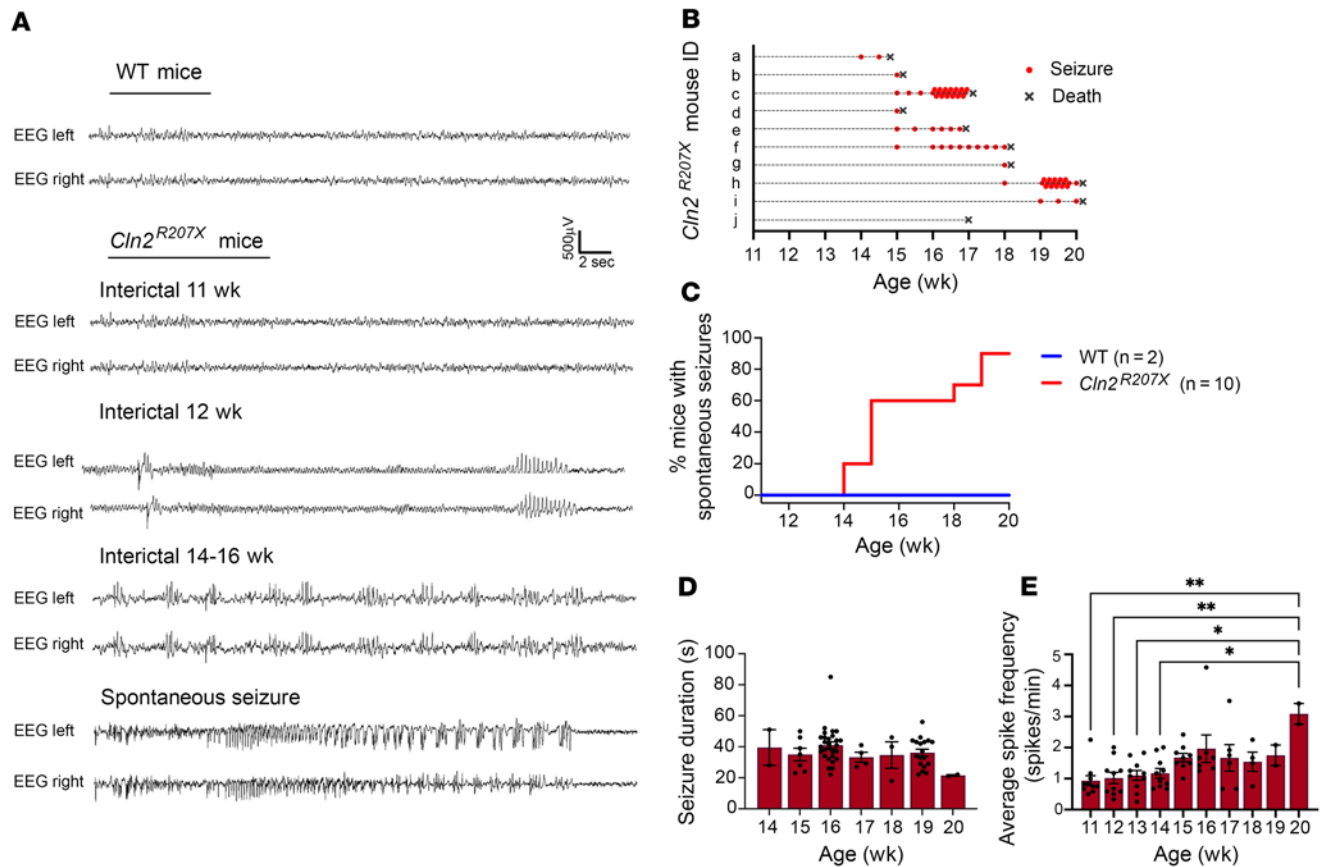 A
WT mice
EEG left
EEG right
Cln2 R207X mice
500µV
2 sec
Interictal 11 wk
EEG left
EEG right
Interictal 12 wk
EEG left
EEG right
Interictal 14-16 wk
EEG left
EEG right
Spontaneous seizure
EEG left
EEG right
B
Cln2 R207X mouse ID
a
b
c
d
e
f
g
h
i
j
Seizure
× Death
11 12 13 14 15 16 17 18 19 20
Age (wk)
C
% mice with
spontaneous seizures
100
80
60
40
20
0
12 14 16 18 20
Age (wk)
WT (n = 2)
Cln2 R207X (n = 10)
D
Seizure duration (s)
100
80
60
40
20
0
14 15 16 17 18 19 20
Age (wk)
E
**
**
*
*
Average spike frequency
(spikes/min)
5
4
3
2
1
0
11 12 13 14 15 16 17 18 19 20
Age (wk)